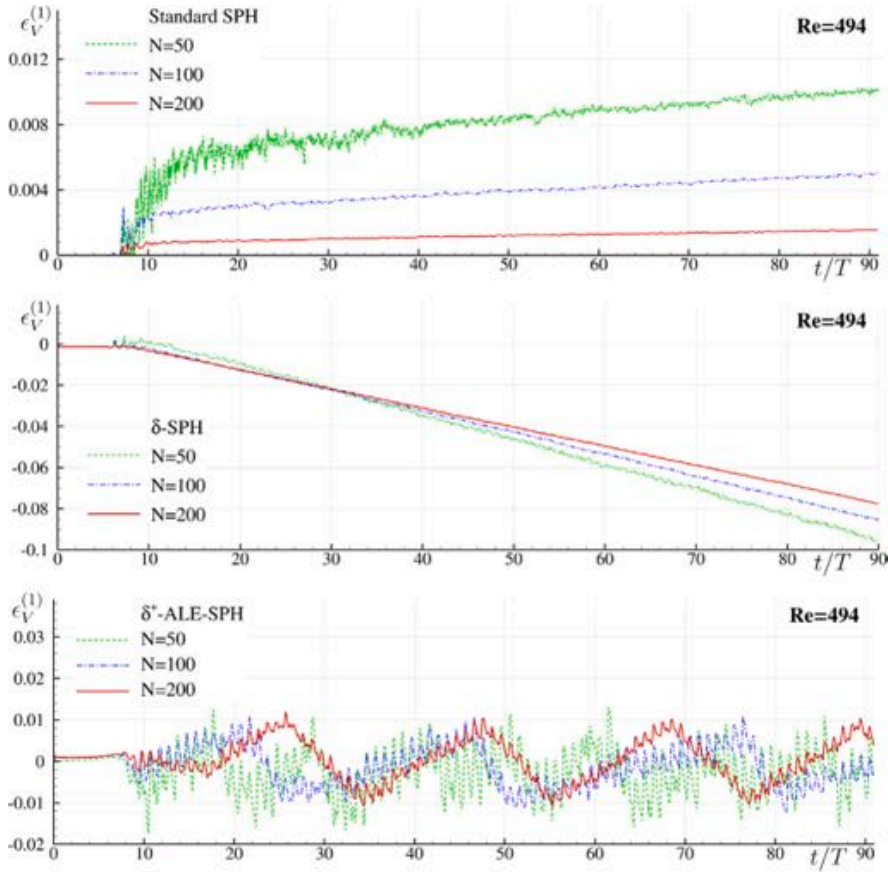 ϵ_V^(1)
Standard SPH
Re=494
0.012
N=50
N=100
N=200
0.008
0.004
0
0 10 20 30 40 50 60 70 80 90
t/T
ϵ_V^(1)
Re=494
0
-0.02
-0.04
δ-SPH
N=50
-0.06
N=100
-0.08
N=200
-0.1
0 10 20 30 40 50 60 70 80 90
t/T
ϵ_V^(1)
δ⁺-ALE-SPH
Re=494
0.03
N=50
N=100
0.02
N=200
0.01
0
-0.01
-0.02
0 10 20 30 40 50 60 70 80 90
t/T